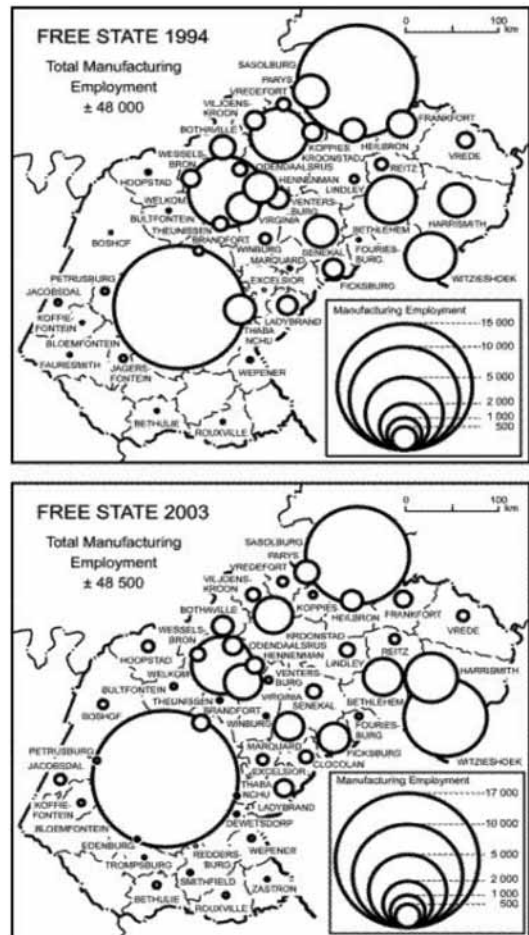 FREE STATE 1994
Total Manufacturing
Employment
± 48 000
0 100
km
SASOLBURG
PARYS
VREDEFORT
VILJOENS-
KROON
BOTHAVILLE
KOPPIES
KROONSTAD
HEILBRON
FRANKFORT
VREDE
WESSELS-
BRON
ODENDAALSRUS
HENNENMAN
REITZ
LINDLEY
HOOPSTAD
WELKOM
BULTFONTEIN
THEUNISSEN
BRANDFORT
VIRGINIA
VENTERS-
BURG
WINBURG
SENEKAL
BETHLEHEM
FOURIES-
BURG
HARRISMITH
WITZIESHOEK
BOSHOF
MARQUARD
EXCELSIOR
FICKSBURG
PETRUSBURG
JACOBSDAL
KOFFIE-
FONTEIN
BLOEMFONTEIN
FAURESMITH
JAGERS-
FONTEIN
THABA
NCHU
LADYBRAND
WEPENER
BETHULIE
ROUXVILLE
Manufacturing Employment
15 000
10 000
5 000
2 000
1 000
500
FREE STATE 2003
Total Manufacturing
Employment
± 48 500
0 100
km
SASOLBURG
PARYS
VREDEFORT
VILJOENS-
KROON
BOTHAVILLE
KOPPIES
HEILBRON
FRANKFORT
VREDE
WESSELS-
BRON
KROONSTAD
ODENDAALSRUS
HENNENMAN
REITZ
LINDLEY
HOOPSTAD
WELKOM
BULTFONTEIN
THEUNISSEN
BRANDFORT
VENTERS-
BURG
VIRGINIA
SENEKAL
WINBURG
BETHLEHEM
FOURIES-
BURG
HARRISMITH
WITZIESHOEK
BOSHOF
MARQUARD
EXCELSIOR
CLOCOLAN
FICKSBURG
PETRUSBURG
JACOBSDAL
KOFFIE-
FONTEIN
BLOEMFONTEIN
THABA
NCHU
LADYBRAND
DEWETSDORP
EDENBURG
TROMPSBURG
REDDERS-
BURG
WEPENER
SMITHFIELD
ZASTRON
BETHULIE
ROUXVILLE
Manufacturing Employment
17 000
10 000
5 000
2 000
1 000
500